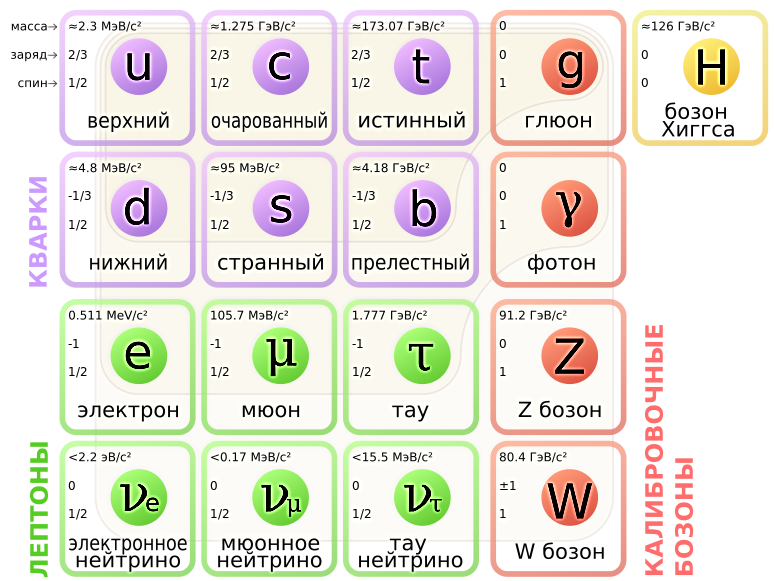 масса→
заряд→
спин→
≈2.3 МэВ/c²
2/3
1/2
u
верхний
≈1.275 ГэВ/c²
2/3
1/2
c
очарованный
≈173.07 ГэВ/c²
2/3
1/2
t
истинный
0
0
1
g
глюон
≈126 ГэВ/c²
0
0
H
бозон
Хиггса
КВАРКИ
≈4.8 МэВ/c²
-1/3
1/2
d
нижний
≈95 МэВ/c²
-1/3
1/2
s
странный
≈4.18 ГэВ/c²
-1/3
1/2
b
прелестный
0
0
1
γ
фотон
0.511 MeV/c²
-1
1/2
e
электрон
105.7 МэВ/c²
-1
1/2
μ
мюон
1.777 ГэВ/c²
-1
1/2
τ
тау
91.2 ГэВ/c²
0
1
Z
Z бозон
ЛЕПТОНЫ
<2.2 эВ/c²
0
1/2
νe
электронное
нейтрино
<0.17 МэВ/c²
0
1/2
νμ
мюонное
нейтрино
<15.5 МэВ/c²
0
1/2
ντ
тау
нейтрино
80.4 ГэВ/c²
±1
1
W
W бозон
КАЛИБРОВОЧНЫЕ
БОЗОНЫ